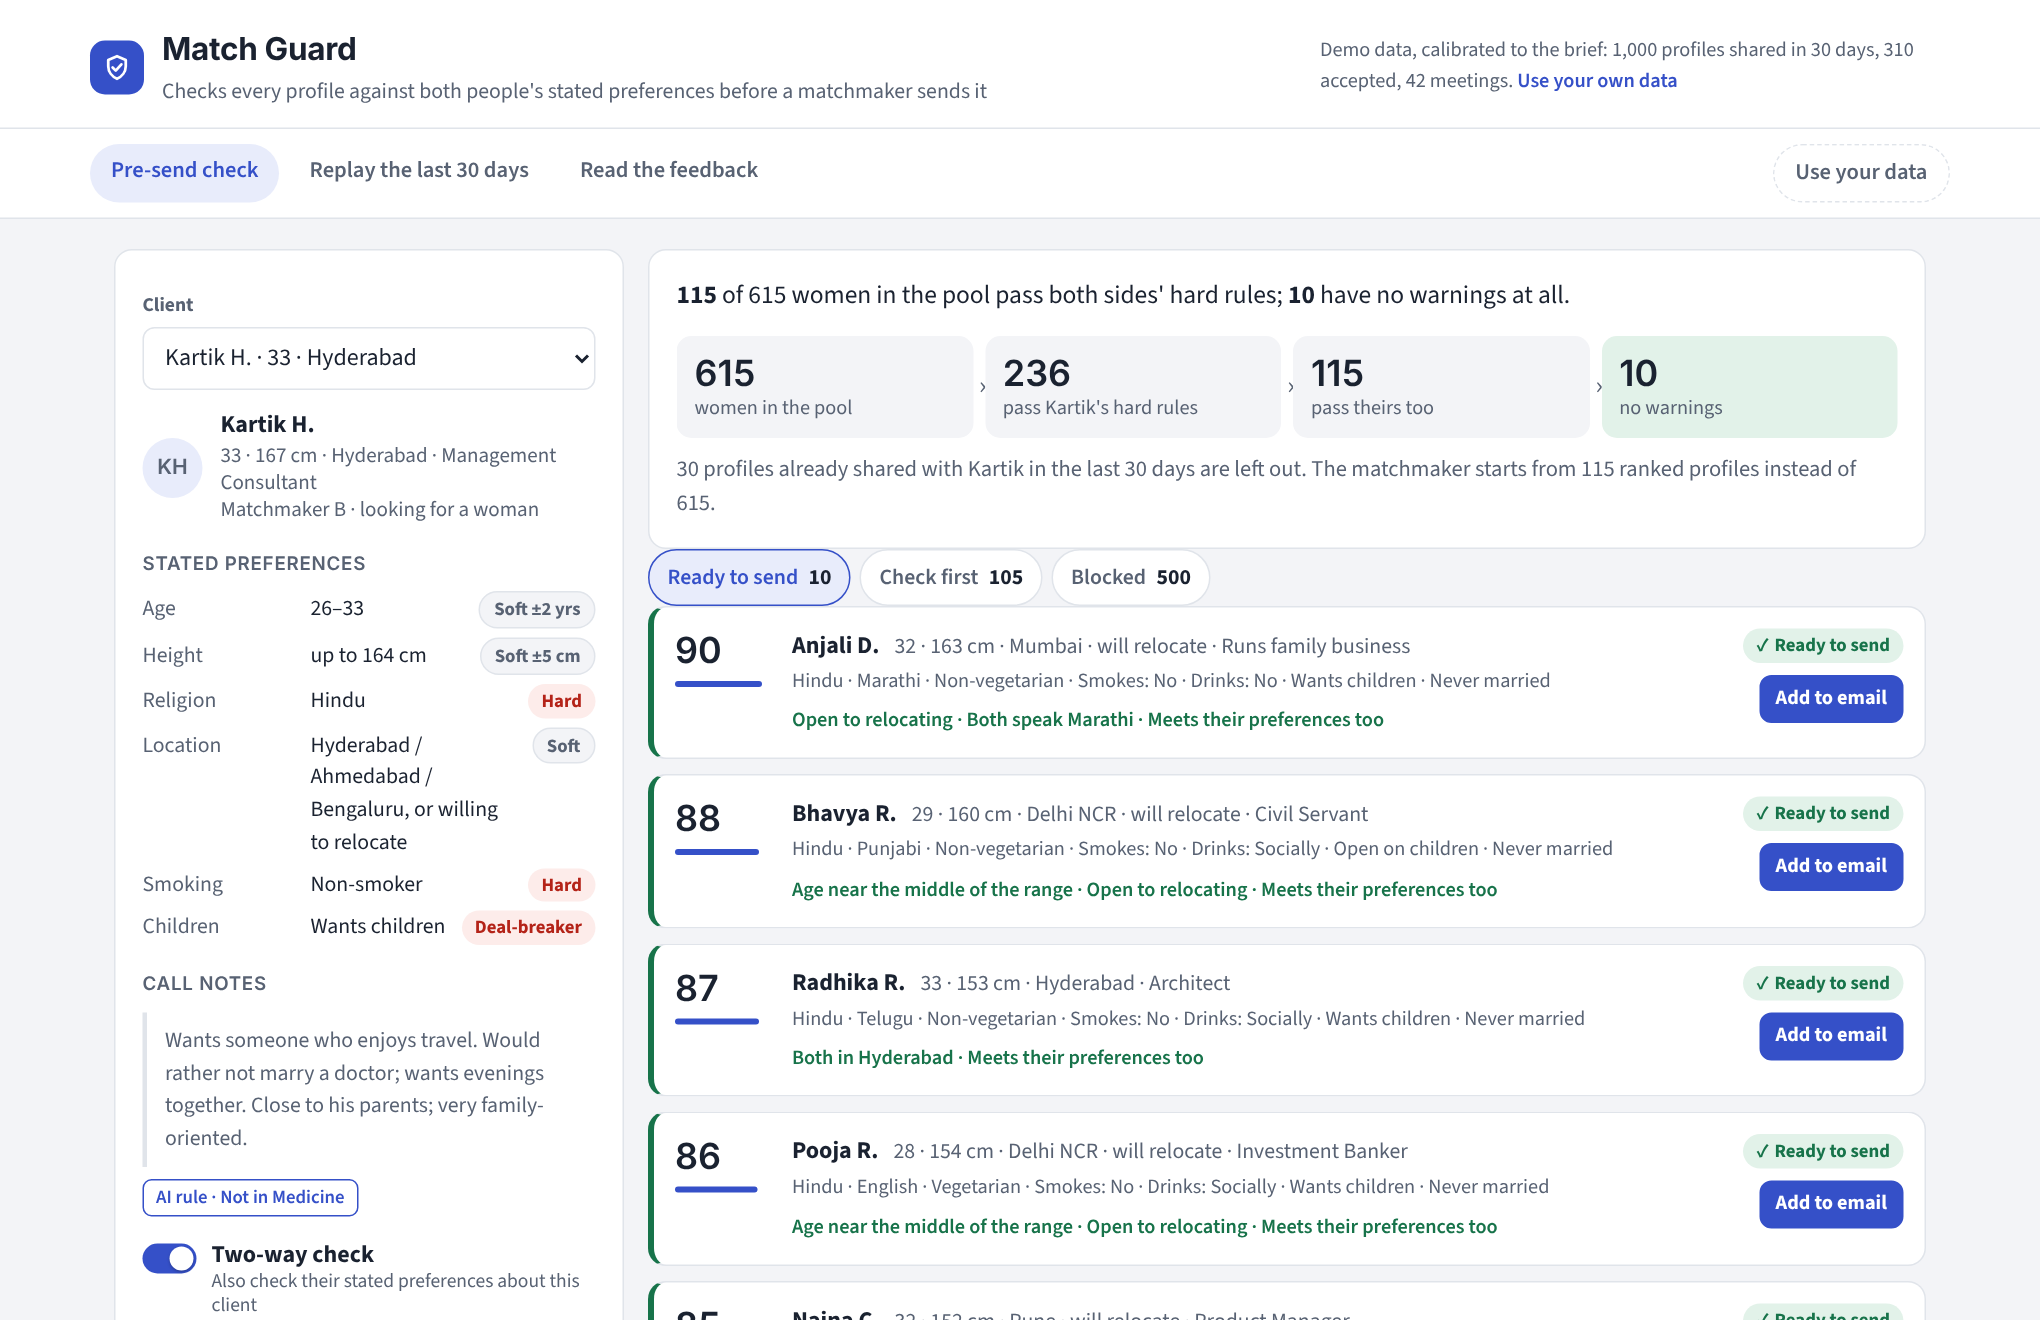 Match Guard
Checks every profile against both people's stated preferences before a matchmaker sends it
Demo data, calibrated to the brief: 1,000 profiles shared in 30 days, 310
accepted, 42 meetings. Use your own data
Pre-send check
Replay the last 30 days
Read the feedback
Use your data
Client
Kartik H. · 33 · Hyderabad
KH
Kartik H.
33 · 167 cm · Hyderabad · Management
Consultant
Matchmaker B · looking for a woman
STATED PREFERENCES
Age 26–33 Soft ±2 yrs
Height up to 164 cm Soft ±5 cm
Religion Hindu Hard
Location Hyderabad / Soft
Ahmedabad /
Bengaluru, or willing
to relocate
Smoking Non-smoker Hard
Children Wants children Deal-breaker
CALL NOTES
Wants someone who enjoys travel. Would
rather not marry a doctor; wants evenings
together. Close to his parents; very family-
oriented.
AI rule · Not in Medicine
Two-way check
Also check their stated preferences about this
client
115 of 615 women in the pool pass both sides' hard rules; 10 have no warnings at all.
615
women in the pool
›
236
pass Kartik's hard rules
›
115
pass theirs too
›
10
no warnings
30 profiles already shared with Kartik in the last 30 days are left out. The matchmaker starts from 115 ranked profiles instead of
615.
Ready to send 10
Check first 105
Blocked 500
90
Anjali D. 32 · 163 cm · Mumbai · will relocate · Runs family business
Hindu · Marathi · Non-vegetarian · Smokes: No · Drinks: No · Wants children · Never married
Open to relocating · Both speak Marathi · Meets their preferences too
✓ Ready to send
Add to email
88
Bhavya R. 29 · 160 cm · Delhi NCR · will relocate · Civil Servant
Hindu · Punjabi · Non-vegetarian · Smokes: No · Drinks: Socially · Open on children · Never married
Age near the middle of the range · Open to relocating · Meets their preferences too
✓ Ready to send
Add to email
87
Radhika R. 33 · 153 cm · Hyderabad · Architect
Hindu · Telugu · Non-vegetarian · Smokes: No · Drinks: Socially · Wants children · Never married
Both in Hyderabad · Meets their preferences too
✓ Ready to send
Add to email
86
Pooja R. 28 · 154 cm · Delhi NCR · will relocate · Investment Banker
Hindu · English · Vegetarian · Smokes: No · Drinks: Socially · Wants children · Never married
Age near the middle of the range · Open to relocating · Meets their preferences too
✓ Ready to send
Add to email
85
Naina C. 32 · 152 cm · Pune · will relocate · Product Manager
✓ Ready to send